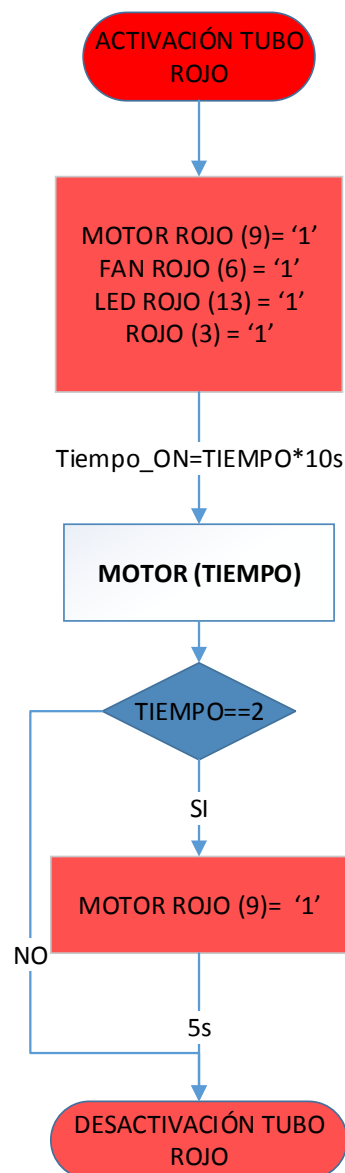 ACTIVACIÓN TUBO
ROJO
MOTOR ROJO (9)= ‘1’
FAN ROJO (6) = ‘1’
LED ROJO (13) = ‘1’
ROJO (3) = ‘1’
Tiempo_ON=TIEMPO*10s
MOTOR (TIEMPO)
TIEMPO==2
SI
MOTOR ROJO (9)= ‘1’
NO
5s
DESACTIVACIÓN TUBO
ROJO